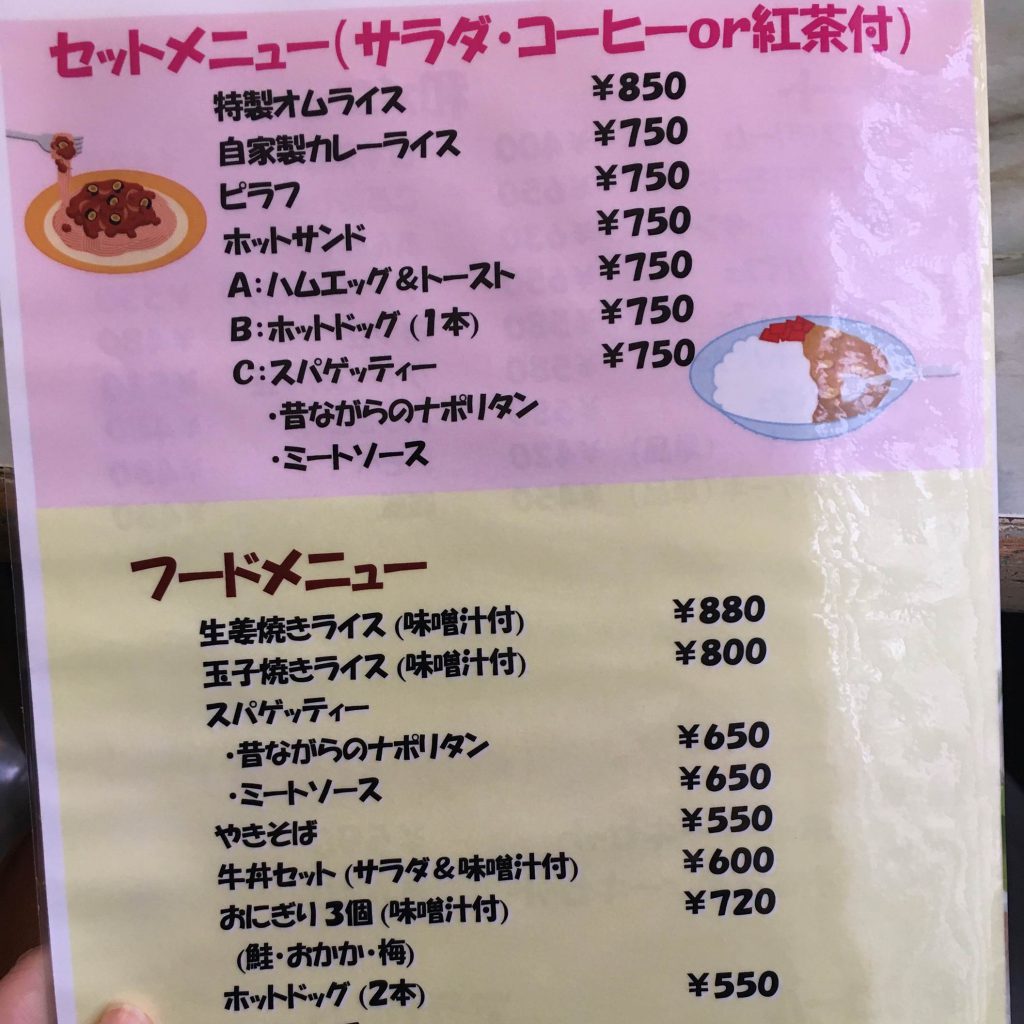 セットメニュー(サラダ・コーヒーor紅茶付)
特製オムライス ¥850
自家製カレーライス ¥750
ピラフ ¥750
ホットサンド ¥750
A:ハムエッグ&トースト ¥750
B:ホットドッグ (1本) ¥750
C:スパゲッティー ¥750
・昔ながらのナポリタン
・ミートソース
フードメニュー
生姜焼きライス (味噌汁付) ¥880
玉子焼きライス (味噌汁付) ¥800
スパゲッティー
・昔ながらのナポリタン ¥650
・ミートソース ¥650
やきそば ¥550
牛丼セット (サラダ&味噌汁付) ¥600
おにぎり3個 (味噌汁付) ¥720
(鮭・おかか・梅)
ホットドッグ (2本) ¥550